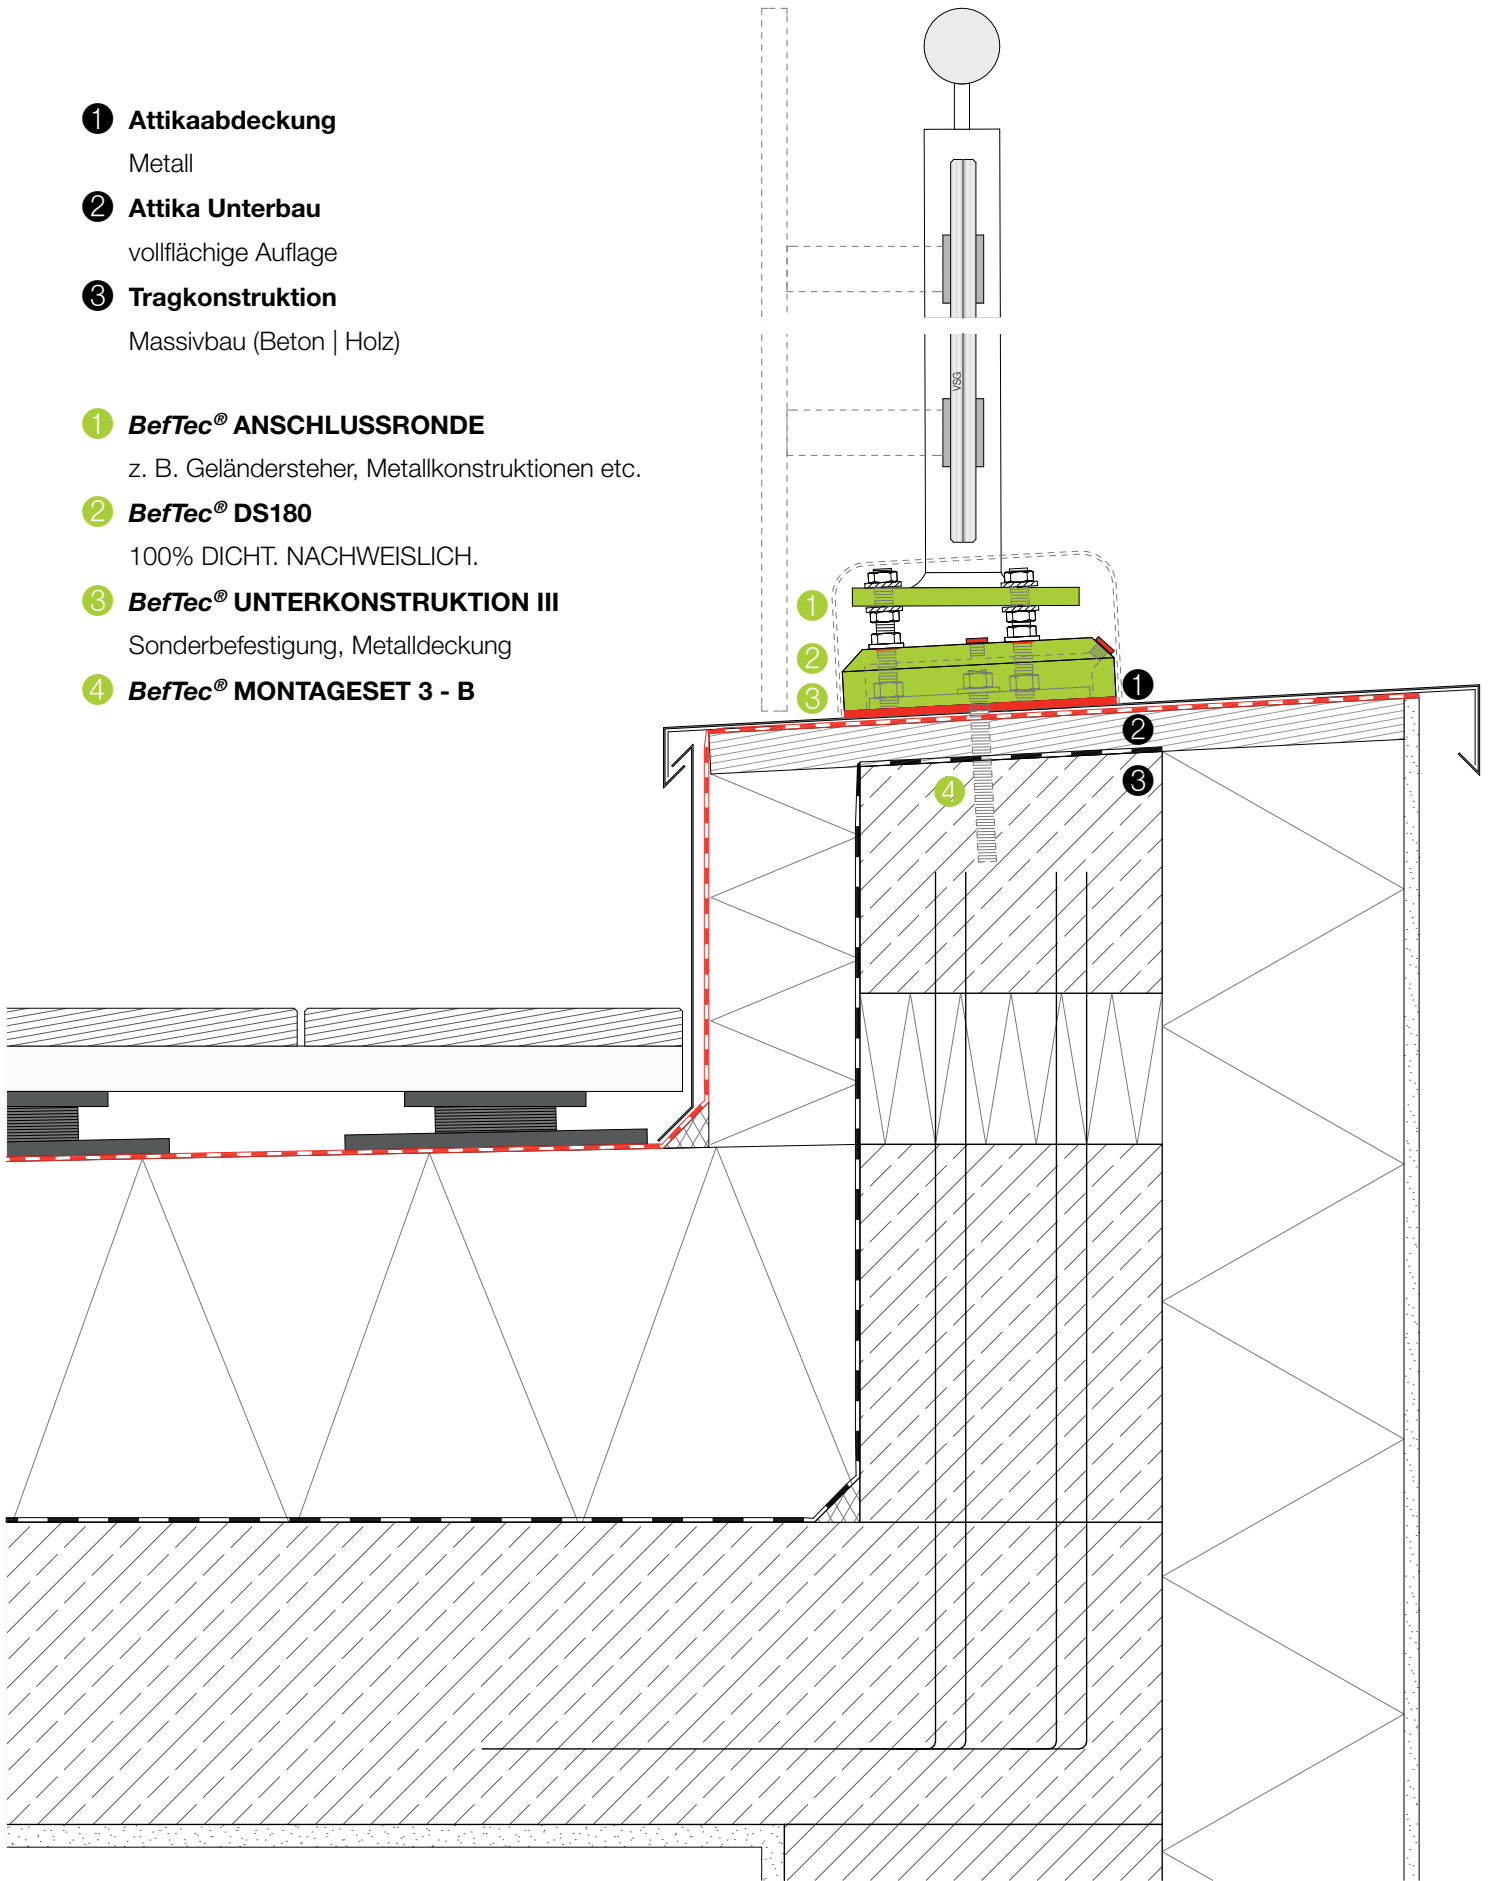 1 Attikaabdeckung
Metall
2 Attika Unterbau
vollflächige Auflage
3 Tragkonstruktion
Massivbau (Beton | Holz)
1 BefTec® ANSCHLUSSRONDE
z. B. Geländersteher, Metallkonstruktionen etc.
2 BefTec® DS180
100% DICHT. NACHWEISLICH.
3 BefTec® UNTERKONSTRUKTION III
Sonderbefestigung, Metalldeckung
4 BefTec® MONTAGESET 3 - B
VSG
1
2
3
1
2
3
4